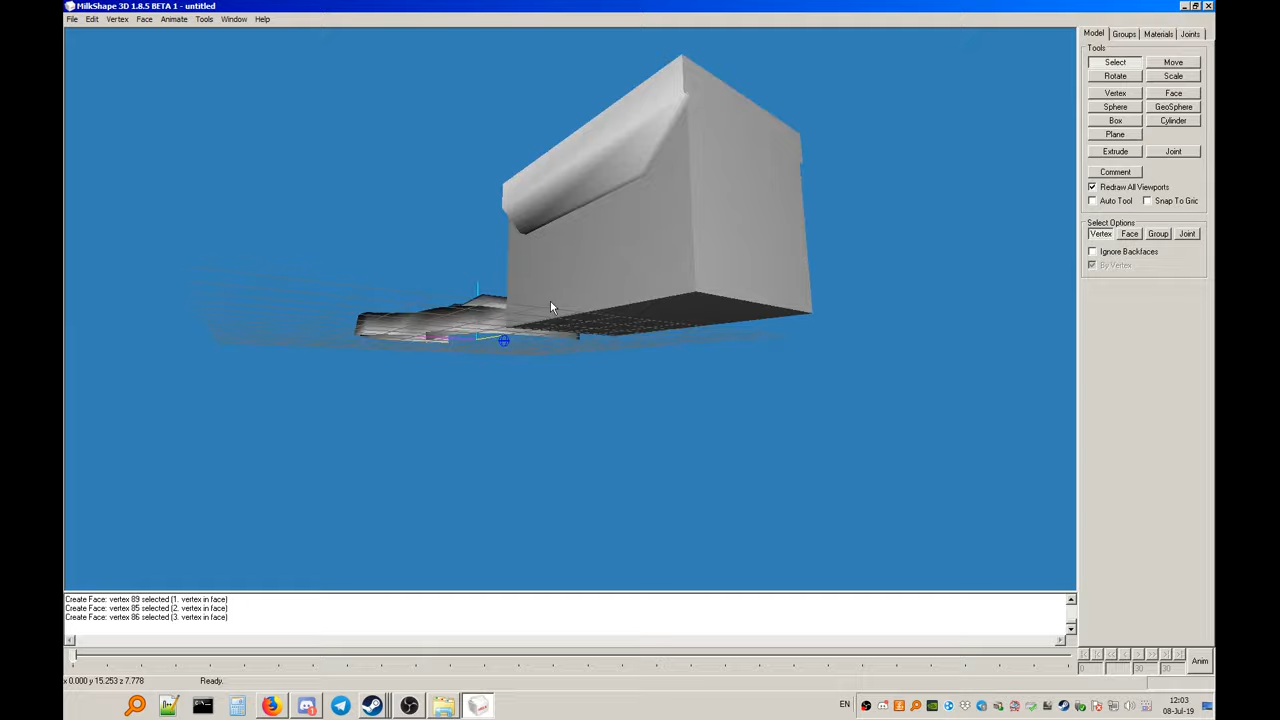 MilkShape 3D 1.8.5 BETA 1 - untitled
File Edit Vertex Face Animate Tools Window Help
Model Groups Materials Joints
Tools
Select Move
Rotate Scale
Vertex Face
Sphere GeoSphere
Box Cylinder
Plane
Extrude Joint
Comment
Redraw All Viewports
Auto Tool Snap To Gric
Select Options
Vertex Face Group Joint
Ignore Backfaces
By Vertex
Create Face: vertex 89 selected (1. vertex in face)
Create Face: vertex 85 selected (2. vertex in face)
Create Face: vertex 86 selected (3. vertex in face)
Anim
0 30 30
x 0.000 y 15.253 z 7.778 Ready.
EN
12:03
08-Jul-19